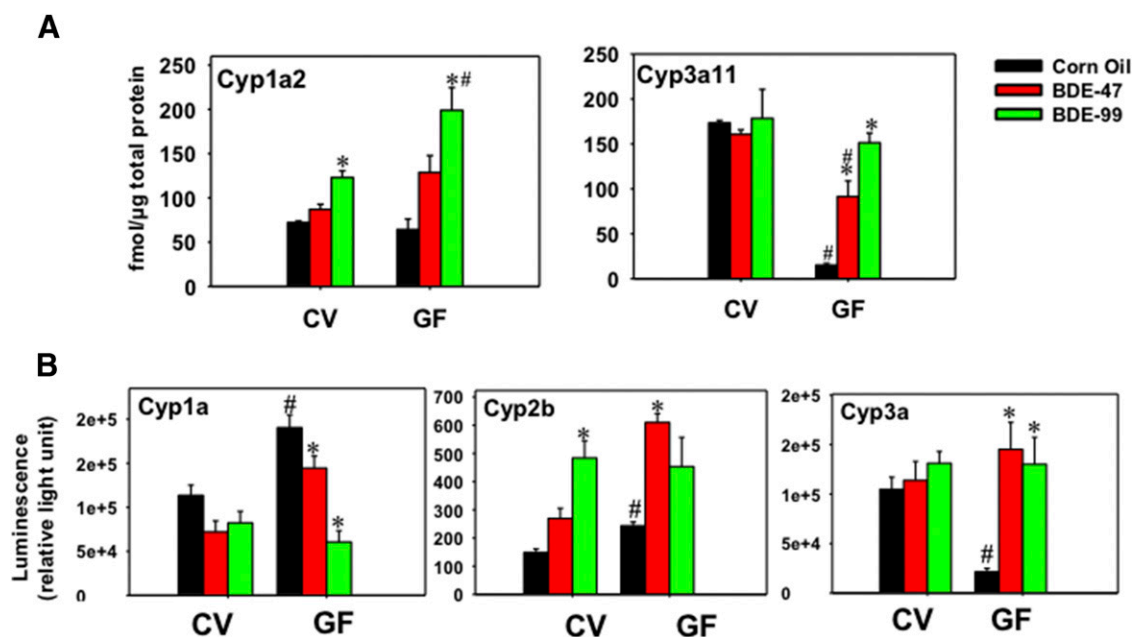 A
Cyp1a2
Cyp3a11
Corn Oil
BDE-47
BDE-99
fmol/µg total protein
250
200
150
100
50
0
*
*#
CV
GF
250
200
150
100
50
0
#
#
*
*
CV
GF
B
Cyp1a
Cyp2b
Cyp3a
Luminescence
(relative light unit)
2e+5
2e+5
1e+5
5e+4
0
#
*
*
CV
GF
700
600
500
400
300
200
100
0
*
#
*
CV
GF
2e+5
2e+5
1e+5
5e+4
0
#
*
*
CV
GF